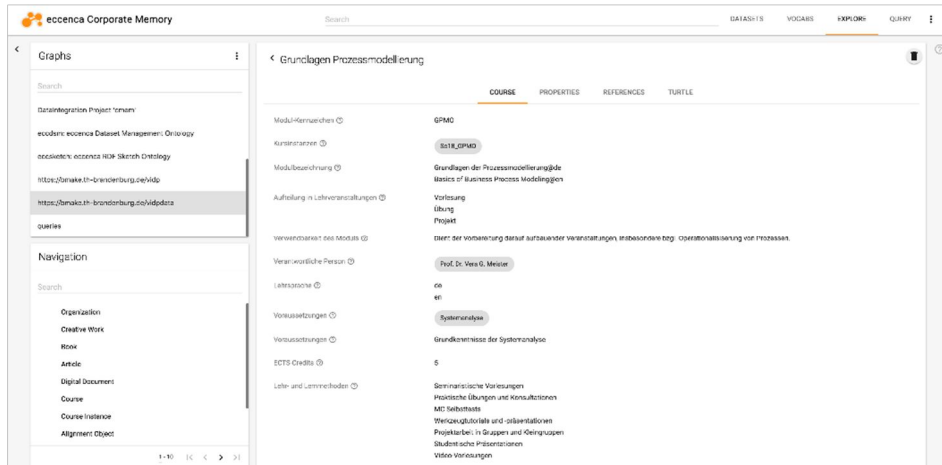 eccenca Corporate Memory
Search
DATASETS
VOCABS
EXPLORE
QUERY
Graphs
Search
DataIntegration Project 'cmem'
eccdsm: eccenca Dataset Management Ontology
eccsketch: eccenca RDF Sketch Ontology
https://bmake.th-brandenburg.de/vidp
https://bmake.th-brandenburg.de/vidpdata
queries
Navigation
Search
Organization
Creative Work
Book
Article
Digital Document
Course
Course Instance
Alignment Object
1-10
Grundlagen Prozessmodellierung
COURSE
PROPERTIES
REFERENCES
TURTLE
Modul-Kennzeichen
GPMO
Kursinstanzen
So18_GPMO
Modulbezeichnung
Grundlagen der Prozessmodellierung@de
Basics of Business Process Modeling@en
Aufteilung in Lehrveranstaltungen
Vorlesung
Übung
Projekt
Verwendbarkeit des Moduls
Dient der Vorbereitung darauf aufbauender Veranstaltungen, insbesondere bzgl. Operationalisierung von Prozessen.
Verantwortliche Person
Prof. Dr. Vera G. Meister
Lehrsprache
de
en
Voraussetzungen
Systemanalyse
Voraussetzungen
Grundkenntnisse der Systemanalyse
ECTS-Credits
5
Lehr- und Lernmethoden
Seminaristische Vorlesungen
Praktische Übungen und Konsultationen
MC Selbsttests
Werkzeugtutorials und -präsentationen
Projektarbeit in Gruppen und Kleingruppen
Studentische Präsentationen
Video-Vorlesungen